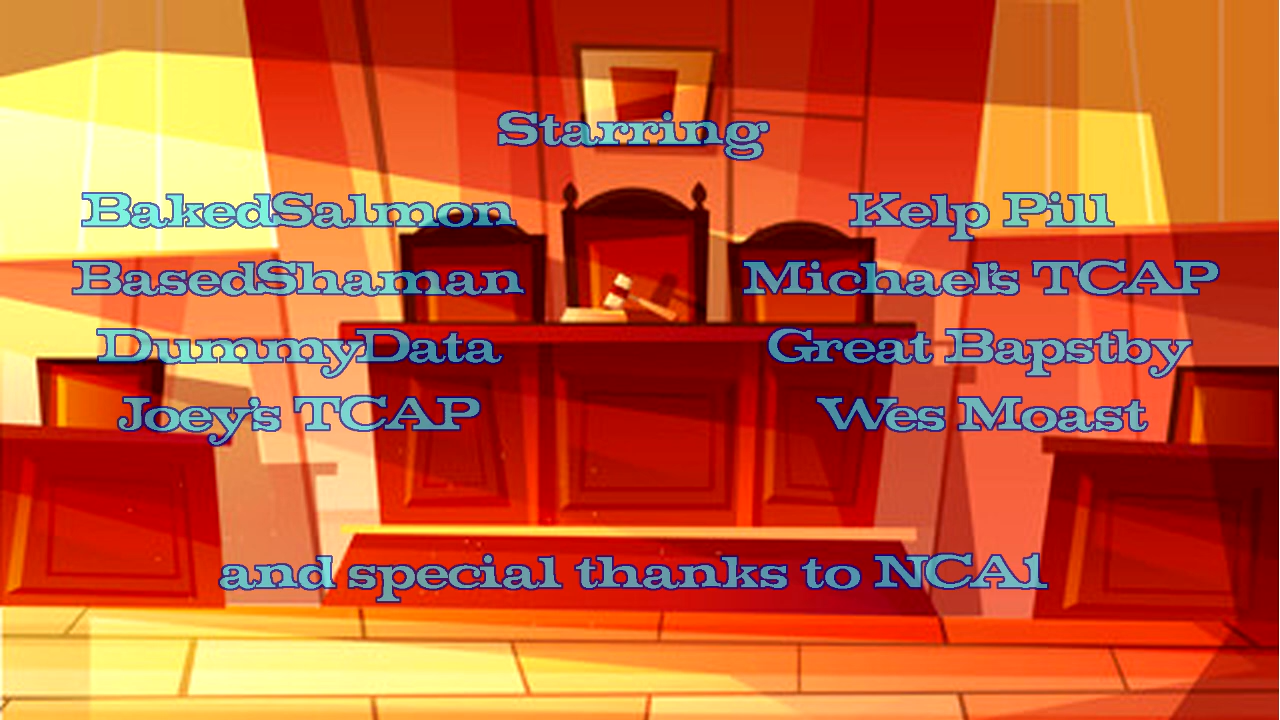 Starring
BakedSalmon
BasedShaman
DummyData
Joey's TCAP
Kelp Pill
Michael's TCAP
Great Bapstby
Wes Moast
and special thanks to NCA1